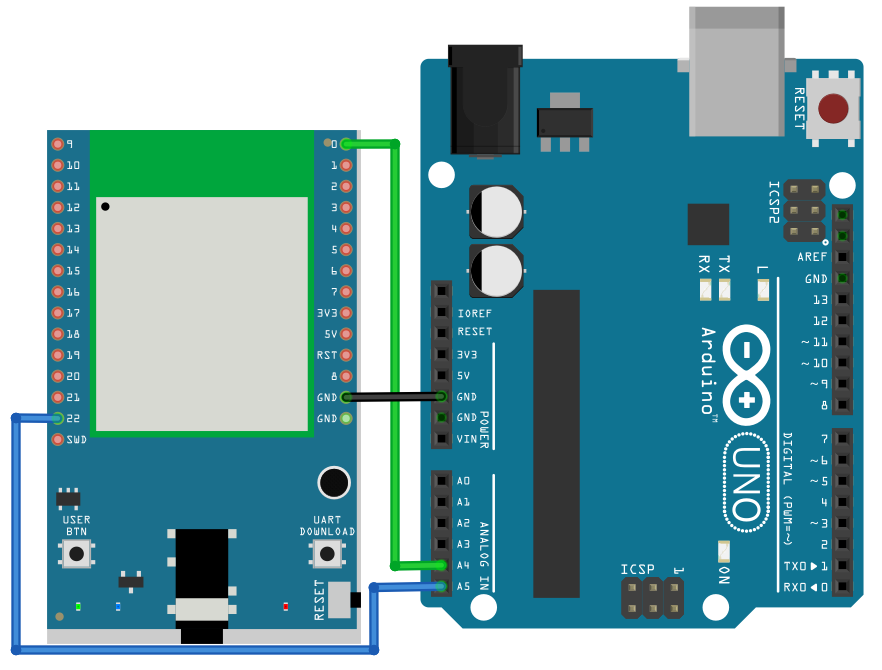 9
10
11
12
13
14
15
16
17
18
19
20
21
22
SWD
0
1
2
3
4
5
6
7
3V3
5V
RST
8
GND
GND
USER
BTN
UART
DOWNLOAD
RESET
RESET
ICSP2
IOREF
RESET
3V3
5V
GND
GND
VIN
POWER
A0
A1
A2
A3
A4
A5
ANALOG IN
RX
TX
L
Arduino™
UNO
AREF
GND
13
12
~11
~10
~9
8
7
~6
~5
4
~3
2
TX0▶1
RX0◀0
DIGITAL (PWM=~)
ON
ICSP
1